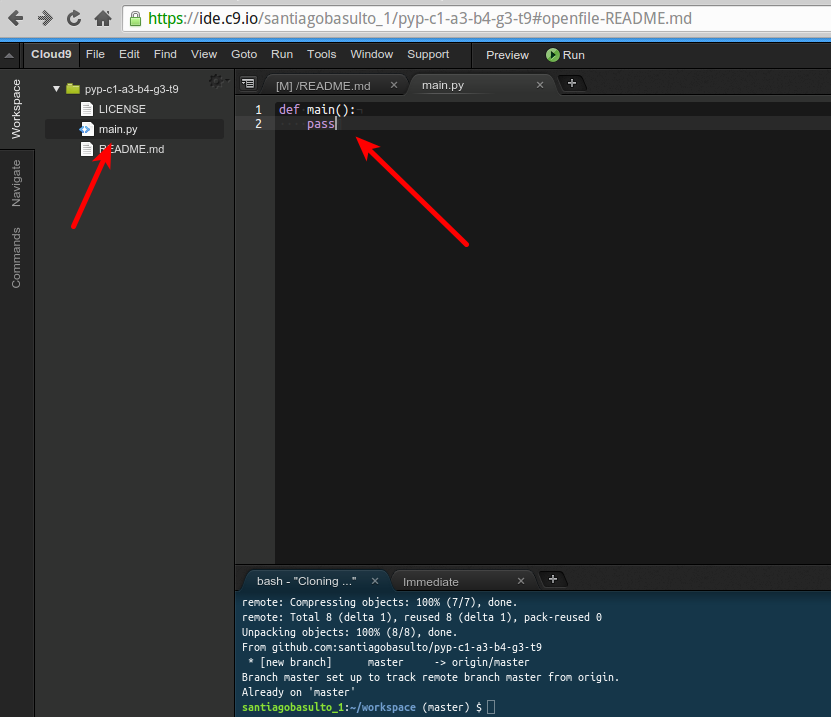 https://ide.c9.io/santiagobasulto_1/pyp-c1-a3-b4-g3-t9#openfile-README.md
Cloud9 File Edit Find View Goto Run Tools Window Support Preview Run
Workspace
Navigate
Commands
pyp-c1-a3-b4-g3-t9
LICENSE
main.py
README.md
[M] /README.md × main.py × +
1 def main():
2 pass
bash - "Cloning ..." × Immediate × +
remote: Compressing objects: 100% (7/7), done.
remote: Total 8 (delta 1), reused 8 (delta 1), pack-reused 0
Unpacking objects: 100% (8/8), done.
From github.com:santiagobasulto/pyp-c1-a3-b4-g3-t9
* [new branch] master -> origin/master
Branch master set up to track remote branch master from origin.
Already on 'master'
santiagobasulto_1:~/workspace (master) $